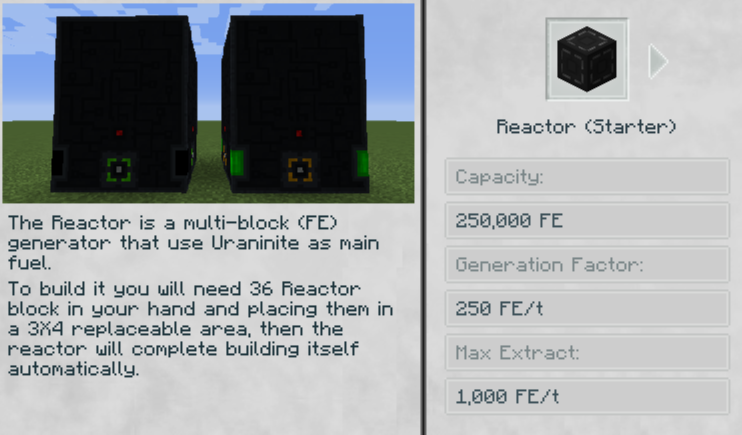 The Reactor is a multi-block (FE)
generator that use Uraninite as main
fuel.
To build it you will need 36 Reactor
block in your hand and placing them in
a 3X4 replaceable area, then the
reactor will complete building itself
automatically.
Reactor (Starter)
Capacity:
250,000 FE
Generation Factor:
250 FE/t
Max Extract:
1,000 FE/t